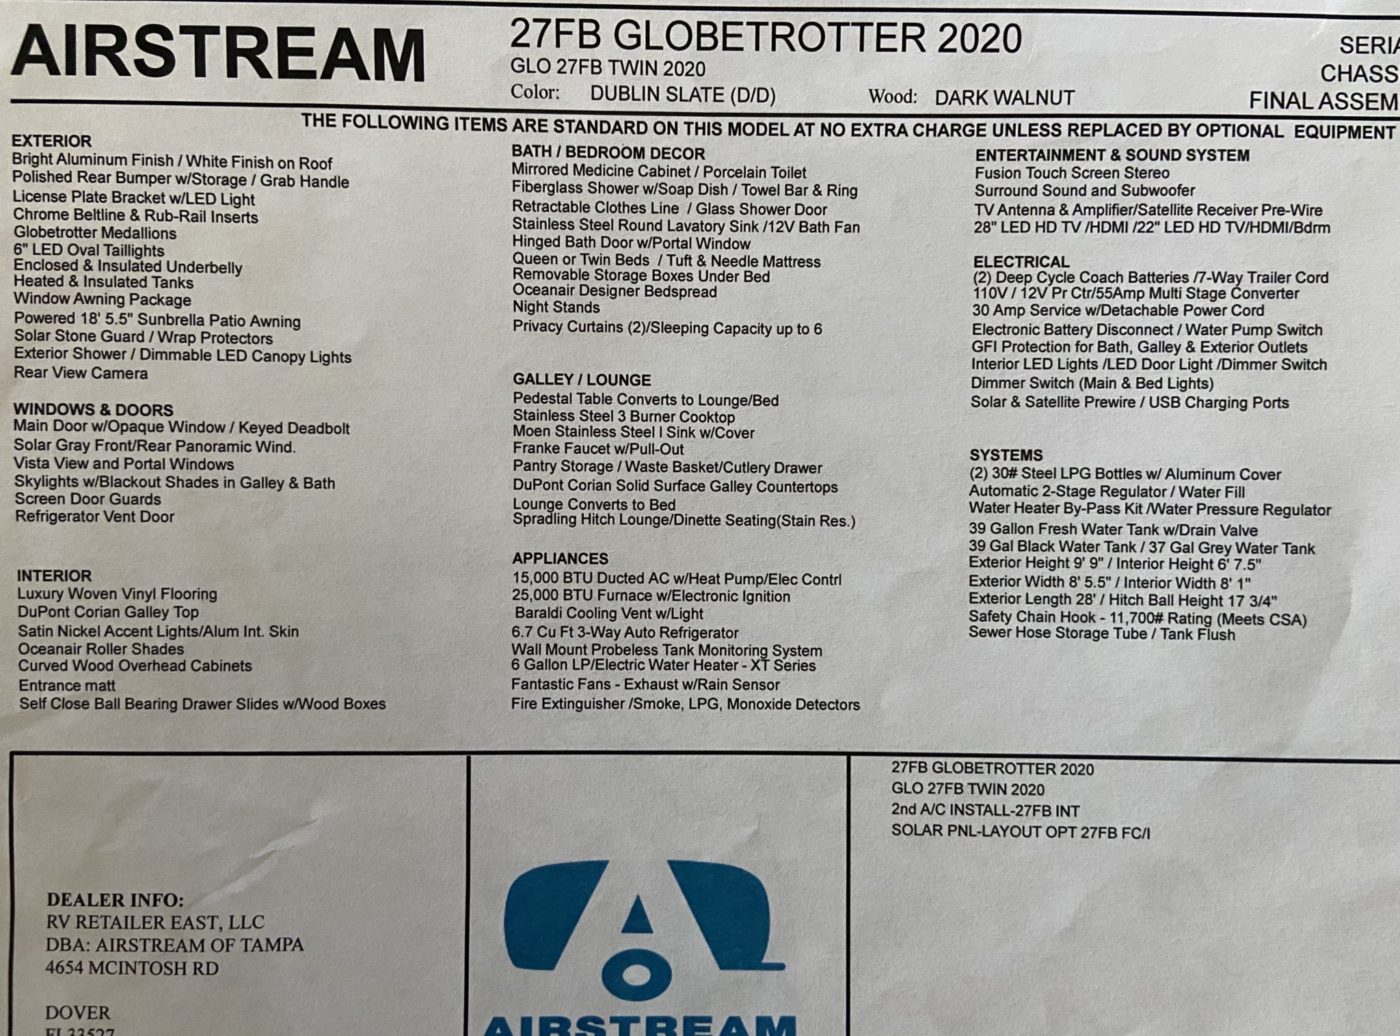 AIRSTREAM
27FB GLOBETROTTER 2020
GLO 27FB TWIN 2020
Color: DUBLIN SLATE (D/D) Wood: DARK WALNUT
SERIA
CHASS
FINAL ASSEM
THE FOLLOWING ITEMS ARE STANDARD ON THIS MODEL AT NO EXTRA CHARGE UNLESS REPLACED BY OPTIONAL EQUIPMENT
EXTERIOR
Bright Aluminum Finish / White Finish on Roof
Polished Rear Bumper w/Storage / Grab Handle
License Plate Bracket w/LED Light
Chrome Beltline & Rub-Rail Inserts
Globetrotter Medallions
6" LED Oval Taillights
Enclosed & Insulated Underbelly
Heated & Insulated Tanks
Window Awning Package
Powered 18' 5.5" Sunbrella Patio Awning
Solar Stone Guard / Wrap Protectors
Exterior Shower / Dimmable LED Canopy Lights
Rear View Camera
WINDOWS & DOORS
Main Door w/Opaque Window / Keyed Deadbolt
Solar Gray Front/Rear Panoramic Wind.
Vista View and Portal Windows
Skylights w/Blackout Shades in Galley & Bath
Screen Door Guards
Refrigerator Vent Door
INTERIOR
Luxury Woven Vinyl Flooring
DuPont Corian Galley Top
Satin Nickel Accent Lights/Alum Int. Skin
Oceanair Roller Shades
Curved Wood Overhead Cabinets
Entrance matt
Self Close Ball Bearing Drawer Slides w/Wood Boxes
BATH / BEDROOM DECOR
Mirrored Medicine Cabinet / Porcelain Toilet
Fiberglass Shower w/Soap Dish / Towel Bar & Ring
Retractable Clothes Line / Glass Shower Door
Stainless Steel Round Lavatory Sink /12V Bath Fan
Hinged Bath Door w/Portal Window
Queen or Twin Beds / Tuft & Needle Mattress
Removable Storage Boxes Under Bed
Oceanair Designer Bedspread
Night Stands
Privacy Curtains (2)/Sleeping Capacity up to 6
GALLEY / LOUNGE
Pedestal Table Converts to Lounge/Bed
Stainless Steel 3 Burner Cooktop
Moen Stainless Steel l Sink w/Cover
Franke Faucet w/Pull-Out
Pantry Storage / Waste Basket/Cutlery Drawer
DuPont Corian Solid Surface Galley Countertops
Lounge Converts to Bed
Spradling Hitch Lounge/Dinette Seating(Stain Res.)
APPLIANCES
15,000 BTU Ducted AC w/Heat Pump/Elec Contrl
25,000 BTU Furnace w/Electronic Ignition
Baraldi Cooling Vent w/Light
6.7 Cu Ft 3-Way Auto Refrigerator
Wall Mount Probeless Tank Monitoring System
6 Gallon LP/Electric Water Heater - XT Series
Fantastic Fans - Exhaust w/Rain Sensor
Fire Extinguisher /Smoke, LPG, Monoxide Detectors
ENTERTAINMENT & SOUND SYSTEM
Fusion Touch Screen Stereo
Surround Sound and Subwoofer
TV Antenna & Amplifier/Satellite Receiver Pre-Wire
28" LED HD TV /HDMI /22" LED HD TV/HDMI/Bdrm
ELECTRICAL
(2) Deep Cycle Coach Batteries /7-Way Trailer Cord
110V / 12V Pr Ctr/55Amp Multi Stage Converter
30 Amp Service w/Detachable Power Cord
Electronic Battery Disconnect / Water Pump Switch
GFI Protection for Bath, Galley & Exterior Outlets
Interior LED Lights /LED Door Light /Dimmer Switch
Dimmer Switch (Main & Bed Lights)
Solar & Satellite Prewire / USB Charging Ports
SYSTEMS
(2) 30# Steel LPG Bottles w/ Aluminum Cover
Automatic 2-Stage Regulator / Water Fill
Water Heater By-Pass Kit /Water Pressure Regulator
39 Gallon Fresh Water Tank w/Drain Valve
39 Gal Black Water Tank / 37 Gal Grey Water Tank
Exterior Height 9' 9" / Interior Height 6' 7.5"
Exterior Width 8' 5.5" / Interior Width 8' 1"
Exterior Length 28' / Hitch Ball Height 17 3/4"
Safety Chain Hook - 11,700# Rating (Meets CSA)
Sewer Hose Storage Tube / Tank Flush
DEALER INFO:
RV RETAILER EAST, LLC
DBA: AIRSTREAM OF TAMPA
4654 MCINTOSH RD
DOVER
FL33527
AIRSTREAM
27FB GLOBETROTTER 2020
GLO 27FB TWIN 2020
2nd A/C INSTALL-27FB INT
SOLAR PNL-LAYOUT OPT 27FB FC/I